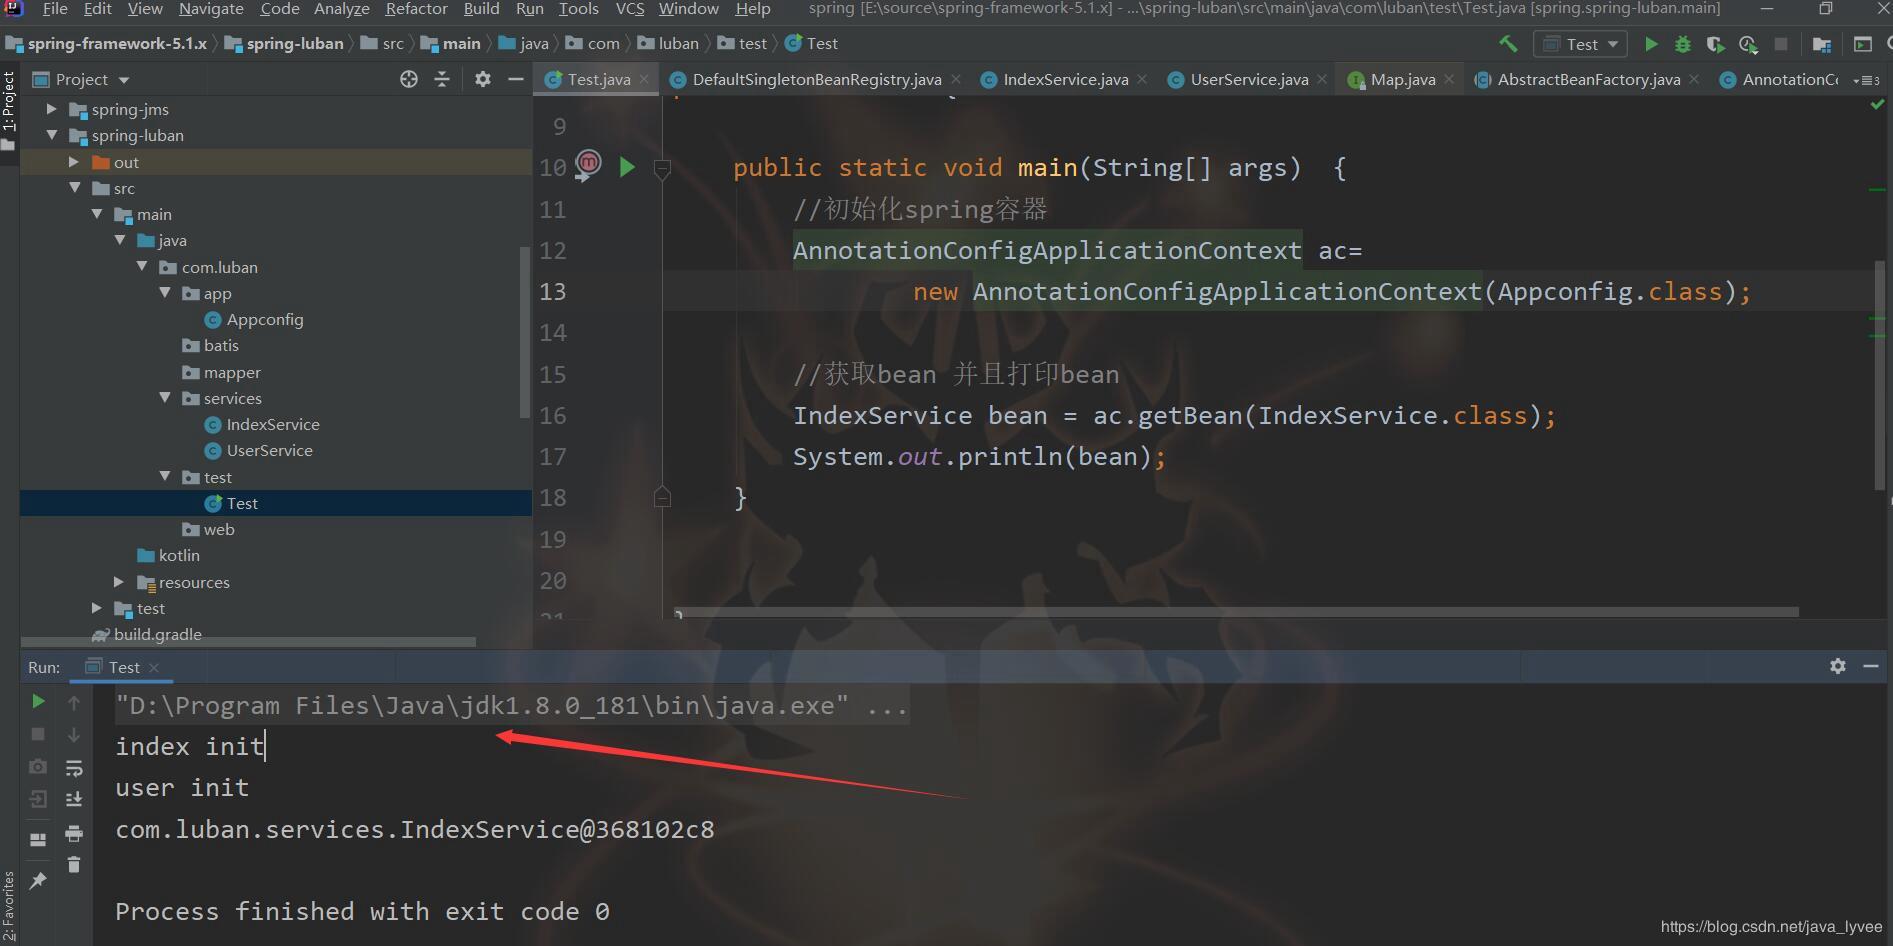 File Edit View Navigate Code Analyze Refactor Build Run Tools VCS Window Help spring [E:\source\spring-framework-5.1.x] - ...\spring-luban\src\main\java\com\luban\test\Test.java [spring.spring-luban.main]
spring-framework-5.1.x spring-luban src main java com luban test Test
Test
1: Project
Project
Test.java DefaultSingletonBeanRegistry.java IndexService.java UserService.java Map.java AbstractBeanFactory.java AnnotationCo
spring-jms
spring-luban
out
src
main
java
com.luban
app
Appconfig
batis
mapper
services
IndexService
UserService
test
Test
web
kotlin
resources
test
build.gradle
9
10 public static void main(String[] args) {
11 //初始化spring容器
12 AnnotationConfigApplicationContext ac=
13 new AnnotationConfigApplicationContext(Appconfig.class);
14
15 //获取bean 并且打印bean
16 IndexService bean = ac.getBean(IndexService.class);
17 System.out.println(bean);
18 }
19
20
Run: Test
"D:\Program Files\Java\jdk1.8.0_181\bin\java.exe" ...
index init
user init
com.luban.services.IndexService@368102c8
Process finished with exit code 0
2: Favorites
https://blog.csdn.net/java_lyvee